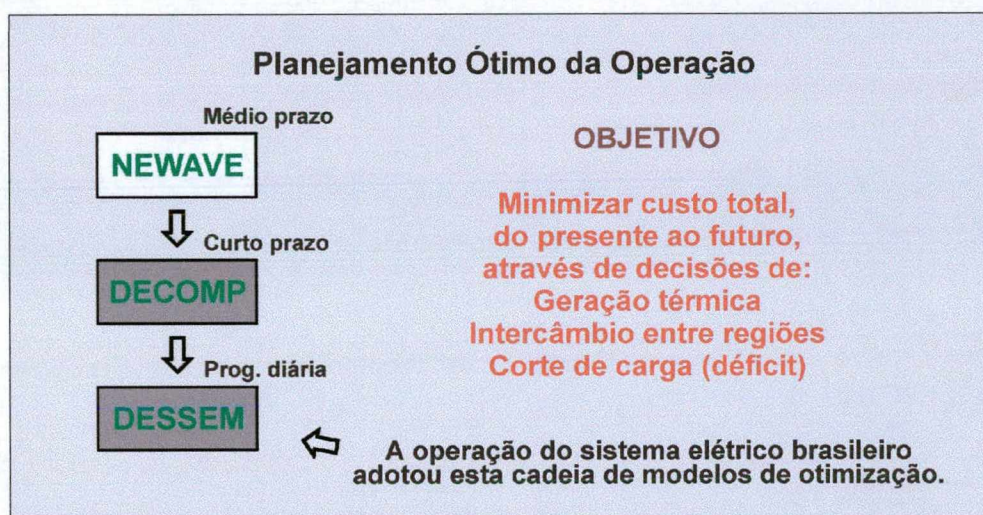 Planejamento Ótimo da Operação
Médio prazo
NEWAVE
Curto prazo
DECOMP
Prog. diária
DESSEM
OBJETIVO
Minimizar custo total,
do presente ao futuro,
através de decisões de:
Geração térmica
Intercâmbio entre regiões
Corte de carga (déficit)
A operação do sistema elétrico brasileiro
adotou esta cadeia de modelos de otimização.